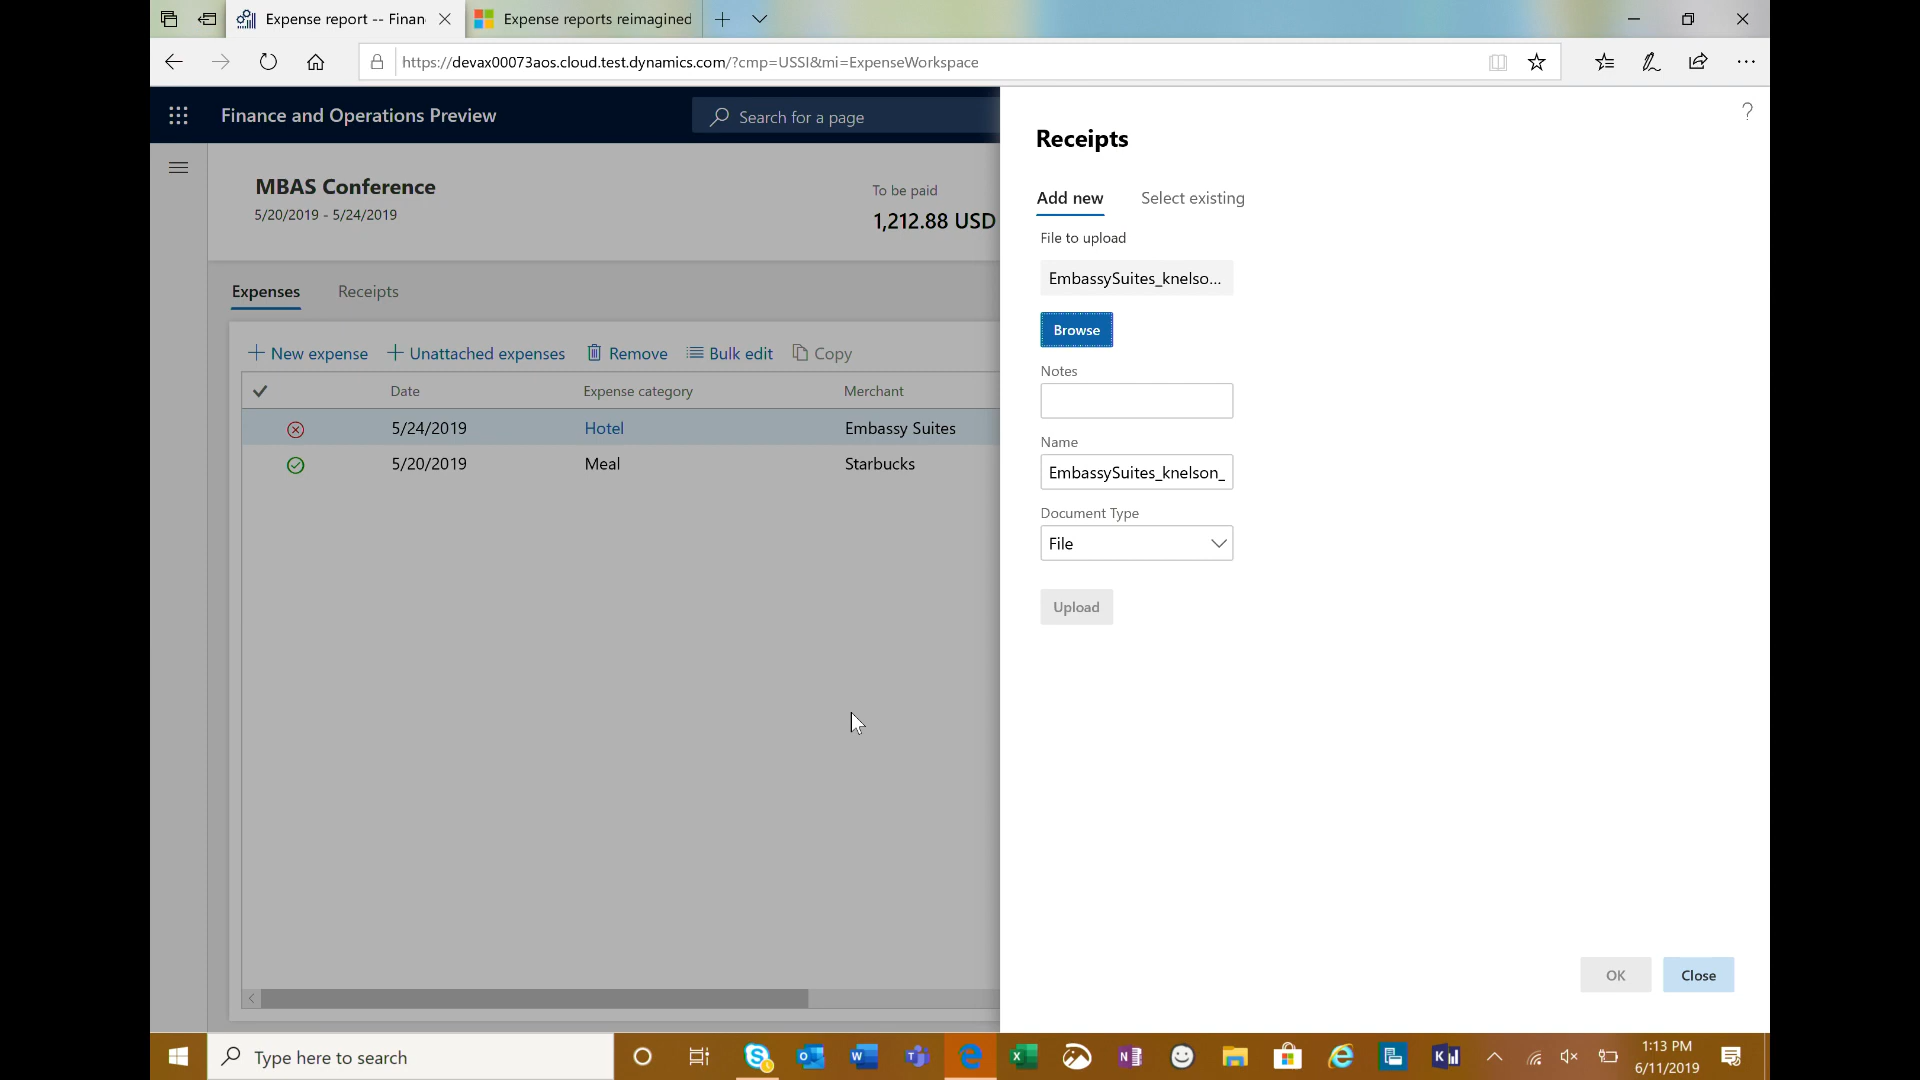 Expense report -- Finan
Expense reports reimagined
https://devax00073aos.cloud.test.dynamics.com/?cmp=USSI&mi=ExpenseWorkspace
Finance and Operations Preview
Search for a page
MBAS Conference
5/20/2019 - 5/24/2019
To be paid
1,212.88 USD
Expenses
Receipts
New expense
Unattached expenses
Remove
Bulk edit
Copy
Date
Expense category
Merchant
5/24/2019
Hotel
Embassy Suites
5/20/2019
Meal
Starbucks
?
Receipts
Add new
Select existing
File to upload
EmbassySuites_knelso...
Browse
Notes
Name
EmbassySuites_knelson_
Document Type
File
Upload
OK
Close
Type here to search
1:13 PM
6/11/2019